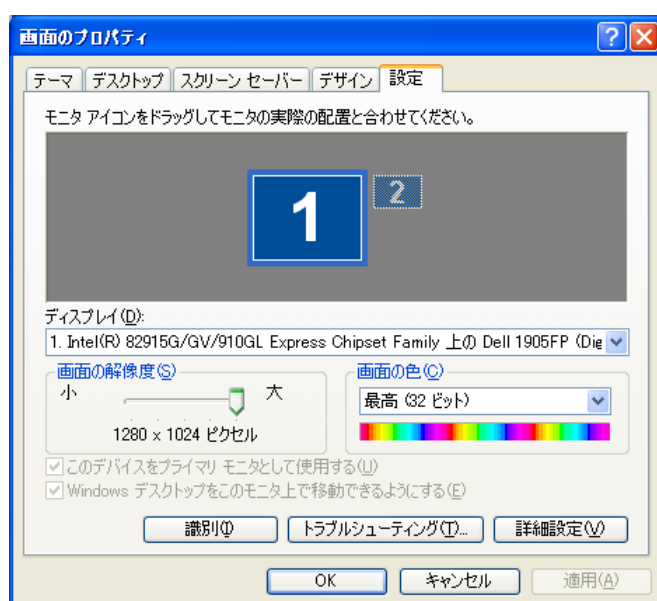 画面のプロパティ
テーマ デスクトップ スクリーン セーバー デザイン 設定
モニタ アイコンをドラッグしてモニタの実際の配置と合わせてください。
1 2
ディスプレイ(D):
1. Intel(R) 82915G/GV/910GL Express Chipset Family 上の Dell 1905FP (Dig
画面の解像度(S) 画面の色(C)
小 大 最高 (32 ビット)
1280 x 1024 ピクセル
このデバイスをプライマリ モニタとして使用する(U)
Windows デスクトップをこのモニタ上で移動できるようにする(E)
識別(I) トラブルシューティング(T)... 詳細設定(V)
OK キャンセル 適用(A)